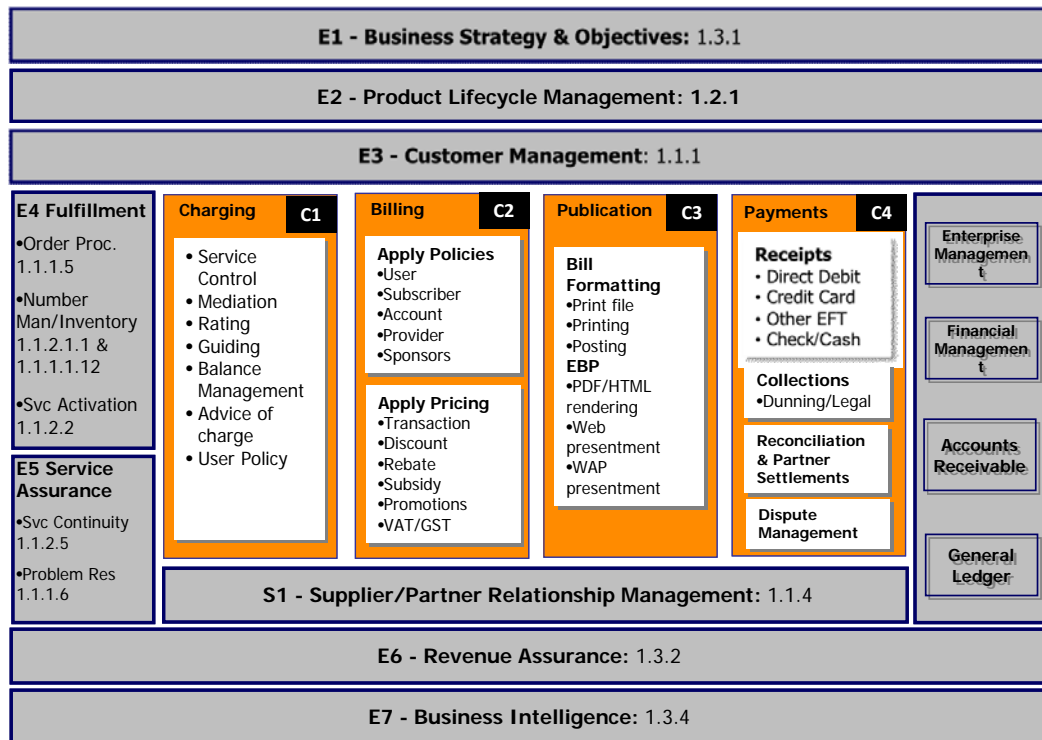 E1 - Business Strategy & Objectives: 1.3.1
E2 - Product Lifecycle Management: 1.2.1
E3 - Customer Management: 1.1.1
E4 Fulfillment
•Order Proc.
1.1.1.5
•Number
Man/Inventory
1.1.2.1.1 &
1.1.1.1.12
•Svc Activation
1.1.2.2
E5 Service
Assurance
•Svc Continuity
1.1.2.5
•Problem Res
1.1.1.6
Charging C1
• Service
Control
• Mediation
• Rating
• Guiding
• Balance
Management
• Advice of
charge
• User Policy
Billing C2
Apply Policies
•User
•Subscriber
•Account
•Provider
•Sponsors
Apply Pricing
•Transaction
•Discount
•Rebate
•Subsidy
•Promotions
•VAT/GST
Publication C3
Bill
Formatting
•Print file
•Printing
•Posting
EBP
•PDF/HTML
rendering
•Web
presentment
•WAP
presentment
Payments C4
Receipts
• Direct Debit
• Credit Card
• Other EFT
• Check/Cash
Collections
•Dunning/Legal
Reconciliation
& Partner
Settlements
Dispute
Management
Enterprise
Managemen
t
Financial
Managemen
t
Accounts
Receivable
General
Ledger
S1 - Supplier/Partner Relationship Management: 1.1.4
E6 - Revenue Assurance: 1.3.2
E7 - Business Intelligence: 1.3.4